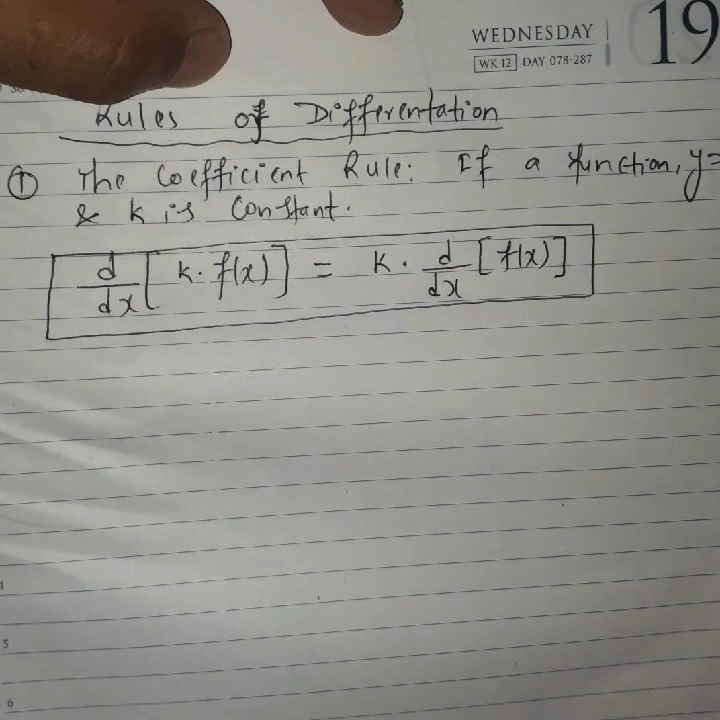 WEDNESDAY
WK 12 DAY 078-287
19
Rules of Differentation
① The Coefficient Rule: If a function, y=
& k is Constant.
d/dx [k. f(x)] = k. d/dx [f(x)]
5
6